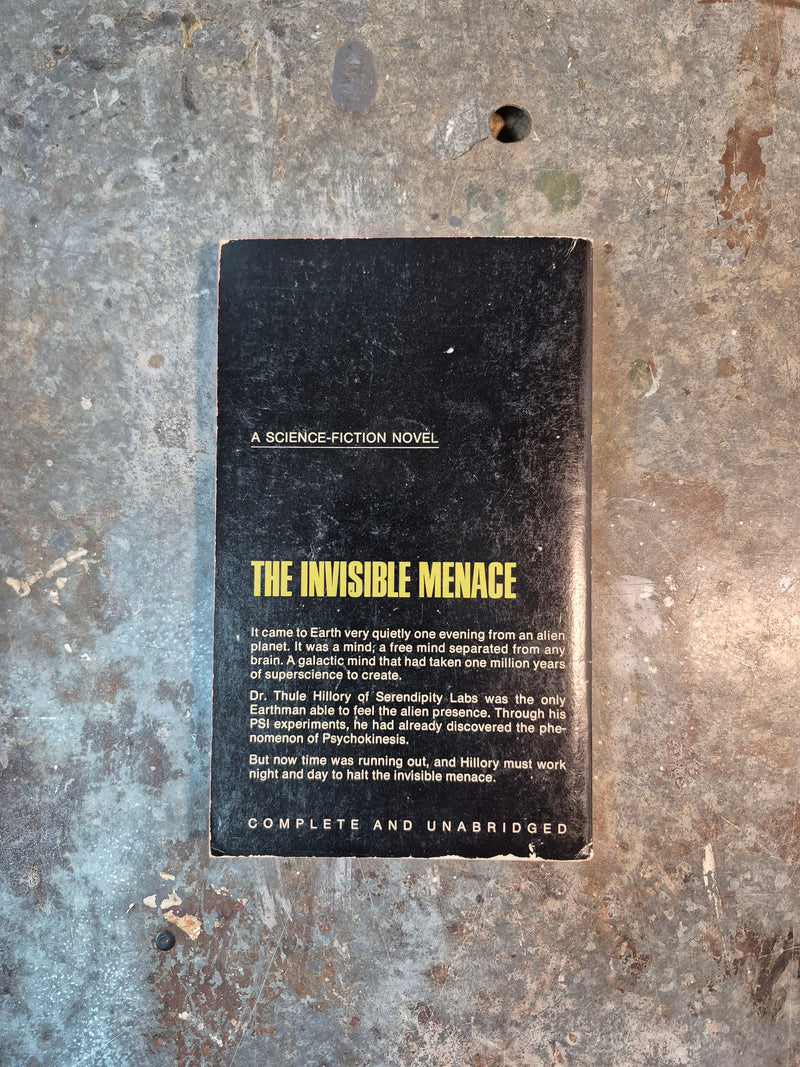 A SCIENCE-FICTION NOVEL
THE INVISIBLE MENACE
It came to Earth very quietly one evening from an alien
planet. It was a mind, a free mind separated from any
brain. A galactic mind that had taken one million years
of superscience to create.
Dr. Thule Hillory of Serendipity Labs was the only
Earthman able to feel the alien presence. Through his
PSI experiments, he had already discovered the phe-
nomenon of Psychokinesis.
But now time was running out, and Hillory must work
night and day to halt the invisible menace.
COMPLETE AND UNABRIDGED